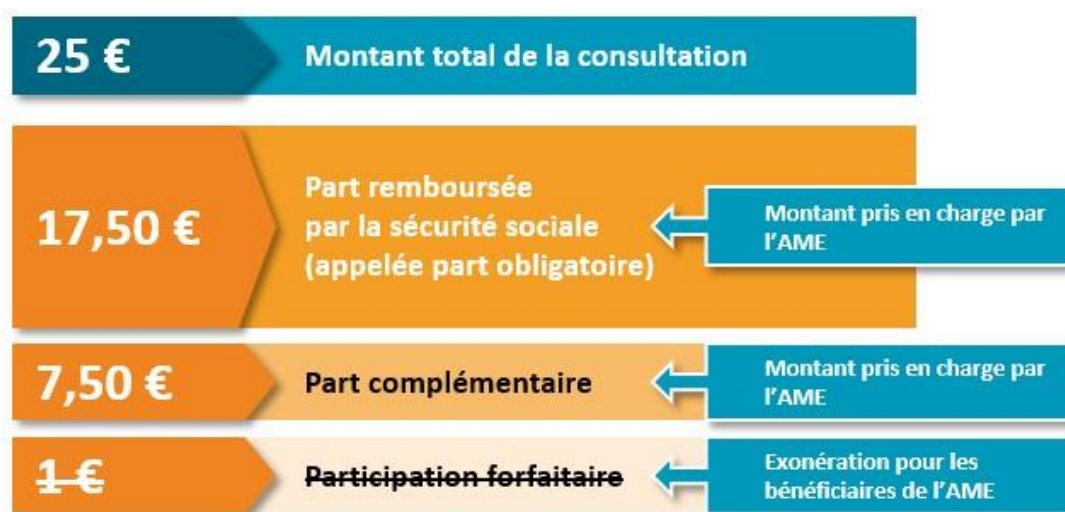 25 €
Montant total de la consultation
17,50 €
Part remboursée
par la sécurité sociale
(appelée part obligatoire)
Montant pris en charge par
l'AME
7,50 €
Part complémentaire
Montant pris en charge par
l'AME
1 €
Participation forfaitaire
Exonération pour les
bénéficiaires de l'AME